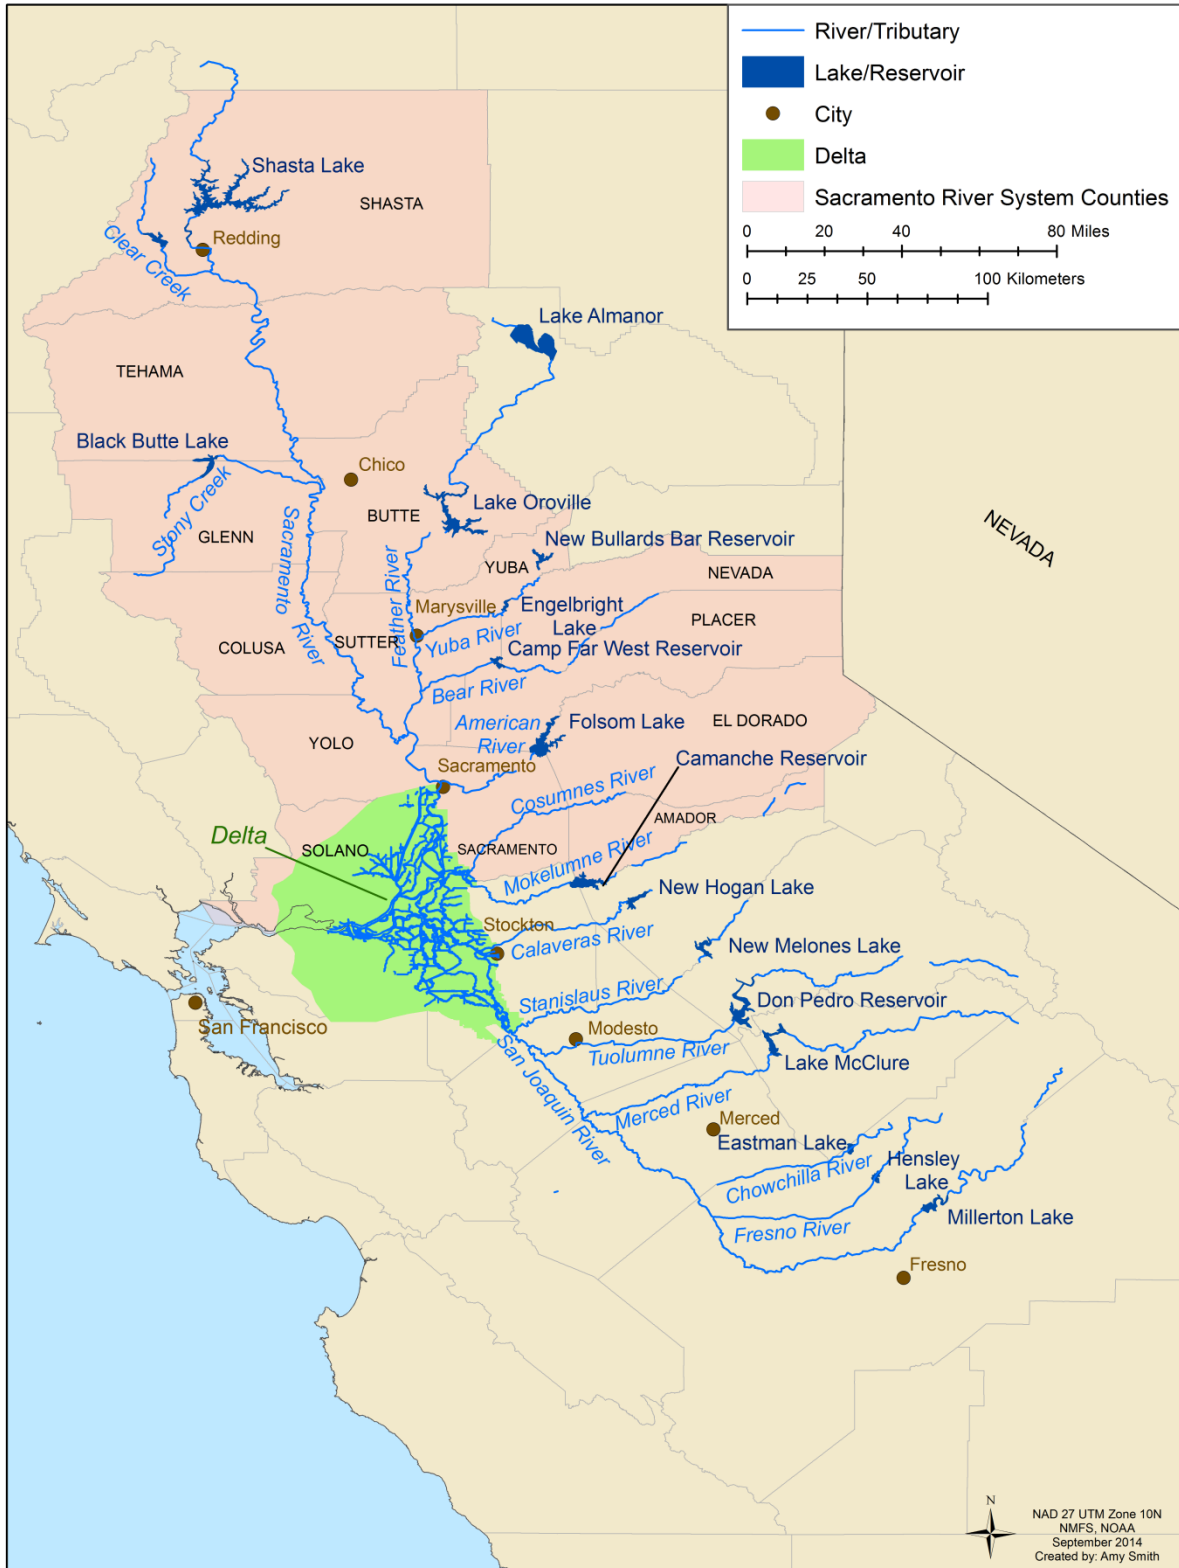 River/Tributary
Lake/Reservoir
City
Delta
Sacramento River System Counties
0 20 40 80 Miles
0 25 50 100 Kilometers
Shasta Lake
SHASTA
Clear Creek
Redding
Lake Almanor
TEHAMA
Black Butte Lake
Chico
Stony Creek
Lake Oroville
BUTTE
GLENN
Sacramento
River
NEVADA
New Bullards Bar Reservoir
YUBA
NEVADA
Feather River
Marysville
Engelbright
Lake
PLACER
COLUSA
SUTTER
Yuba River
Camp Far West Reservoir
Bear River
American
River
Folsom Lake
EL DORADO
YOLO
Sacramento
Camanche Reservoir
Cosumnes River
AMADOR
Delta
SOLANO
SACRAMENTO
Mokelumne River
New Hogan Lake
Stockton
Calaveras River
New Melones Lake
Stanislaus River
Don Pedro Reservoir
San Francisco
Modesto
Tuolumne River
Lake McClure
San Joaquin River
Merced River
Merced
Eastman Lake
Chowchilla River
Hensley
Lake
Fresno River
Millerton Lake
Fresno
N
NAD 27 UTM Zone 10N
NMFS, NOAA
September 2014
Created by: Amy Smith